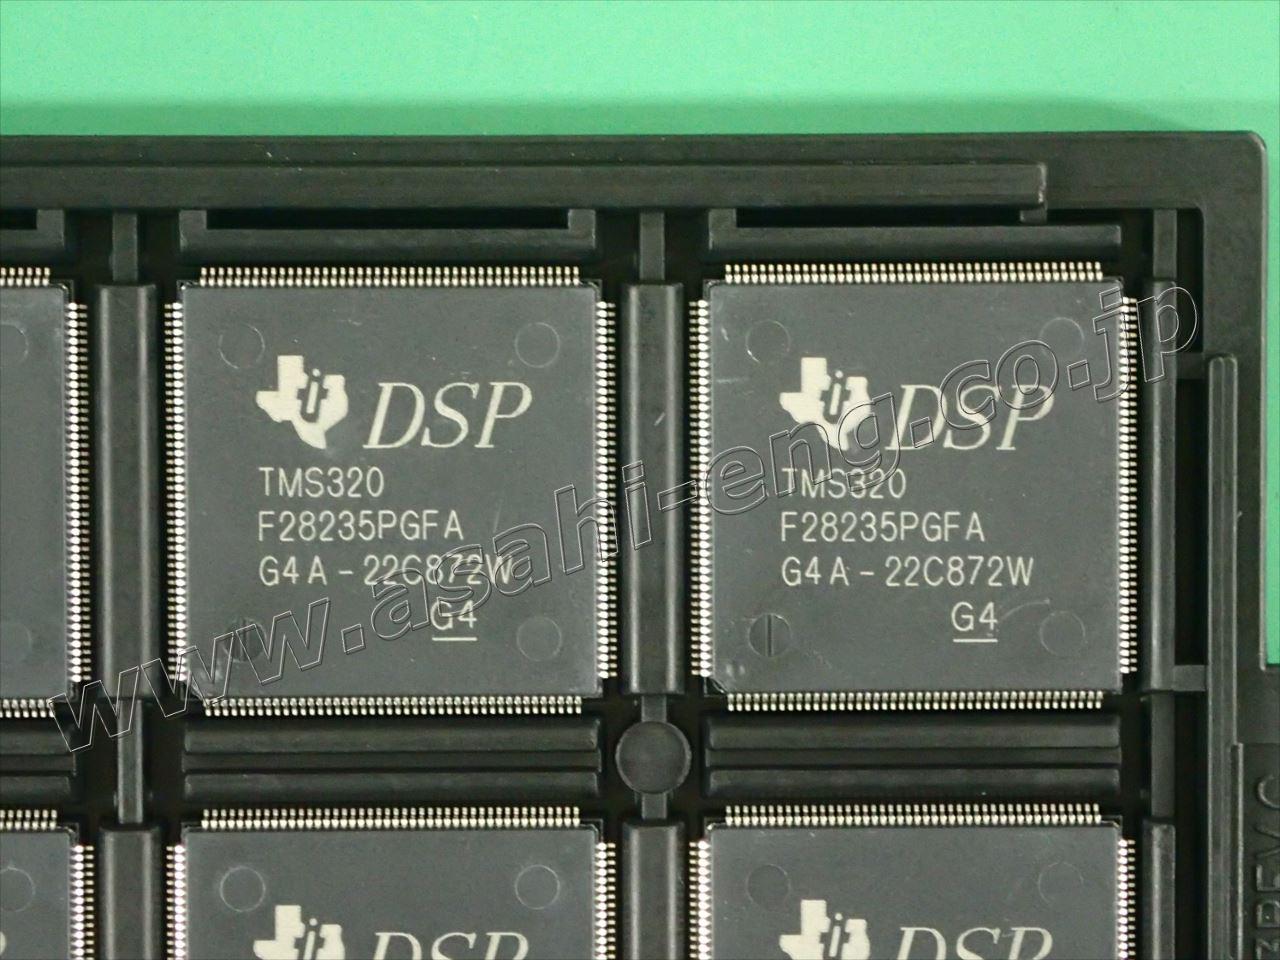 DSP
TMS320
F28235PGFA
G4A-22C872W
G4
DSP
TMS320
F28235PGFA
G4A-22C872W
G4
www.asahi-eng.co.jp
DSP
DSP